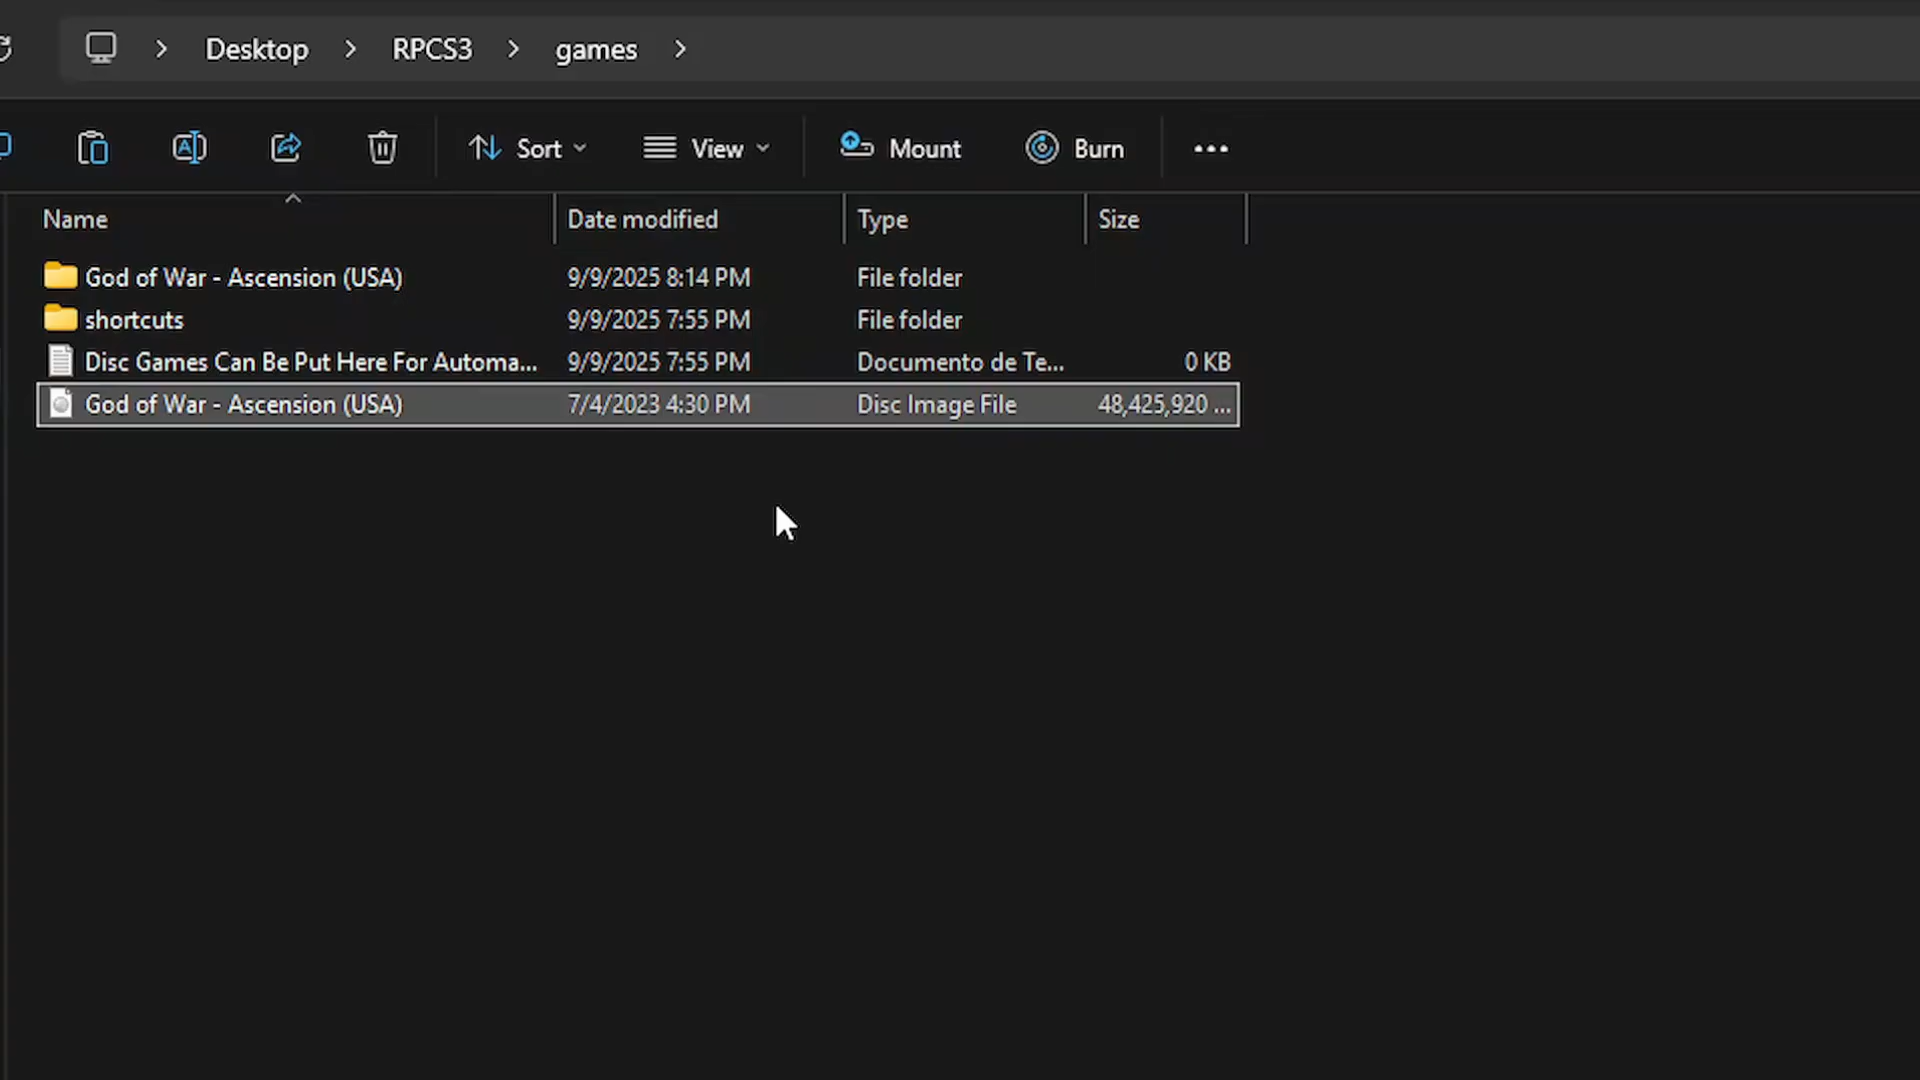 Desktop > RPCS3 > games >
Sort View Mount Burn
Name Date modified Type Size
God of War - Ascension (USA) 9/9/2025 8:14 PM File folder
shortcuts 9/9/2025 7:55 PM File folder
Disc Games Can Be Put Here For Automa... 9/9/2025 7:55 PM Documento de Te... 0 KB
God of War - Ascension (USA) 7/4/2023 4:30 PM Disc Image File 48,425,920 ...